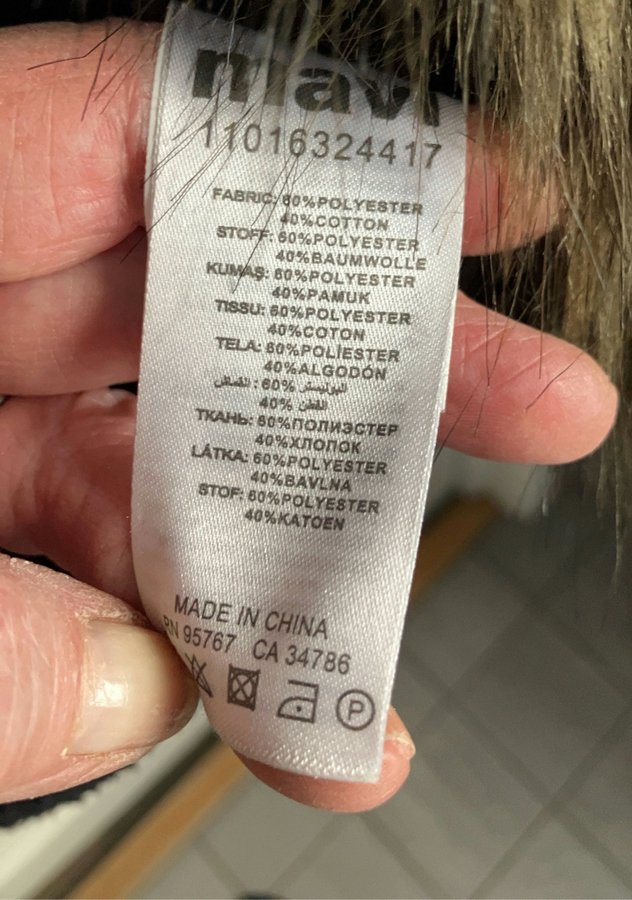 mavi
11016324417
FABRIC: 60%POLYESTER
40%COTTON
STOFF: 60%POLYESTER
40%BAUMWOLLE
KUMAŞ: 60%POLYESTER
40%PAMUK
TISSU: 60%POLYESTER
40%COTON
TELA: 60%POLİESTER
40%ALGODÓN
القماش : 60% البوليستر
40% القطن
ТКАНЬ: 60%ПОЛИЭСТЕР
40%ХЛОПОК
LÁTKA: 60%POLYESTER
40%BAVLNA
STOF: 60%POLYESTER
40%KATOEN
MADE IN CHINA
RN 95767 CA 34786
P